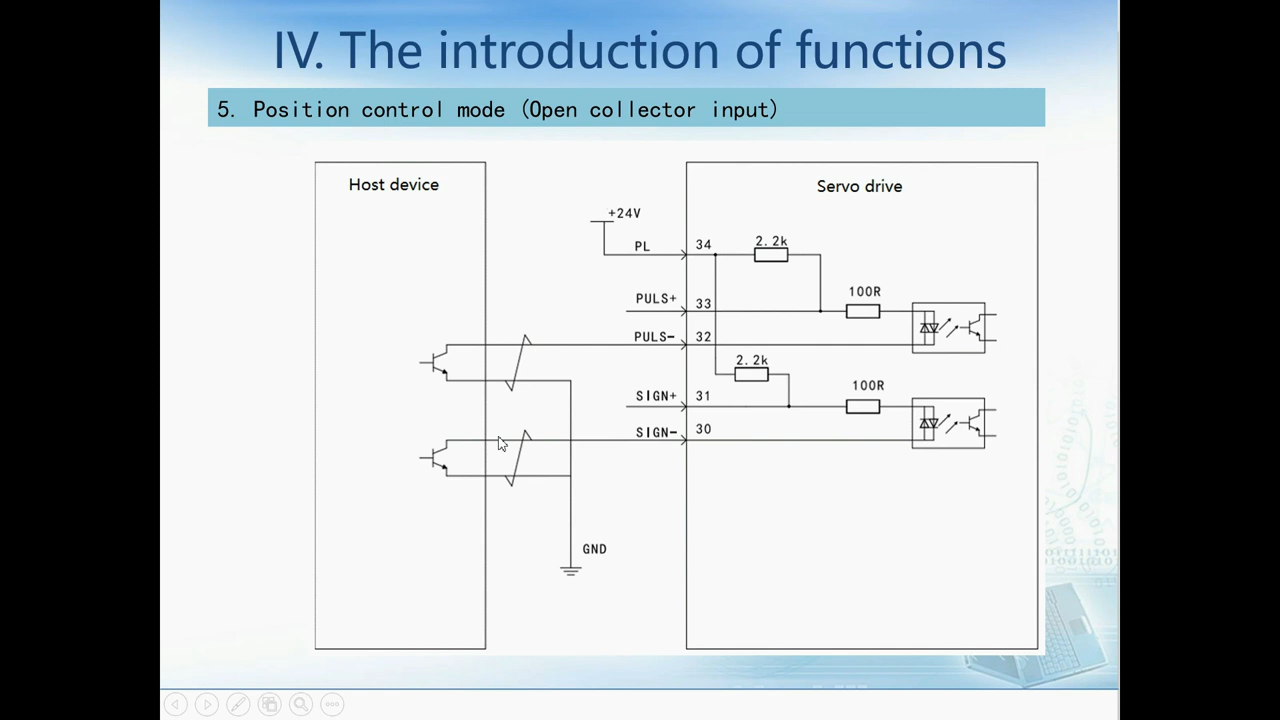 IV. The introduction of functions
5. Position control mode (Open collector input)
Host device
Servo drive
+24V
PL
34
2.2k
PULS+
33
100R
PULS-
32
2.2k
SIGN+
31
100R
SIGN-
30
GND